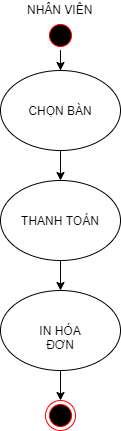 NHÂN VIÊN
CHỌN BÀN
THANH TOÁN
IN HÓA
ĐƠN